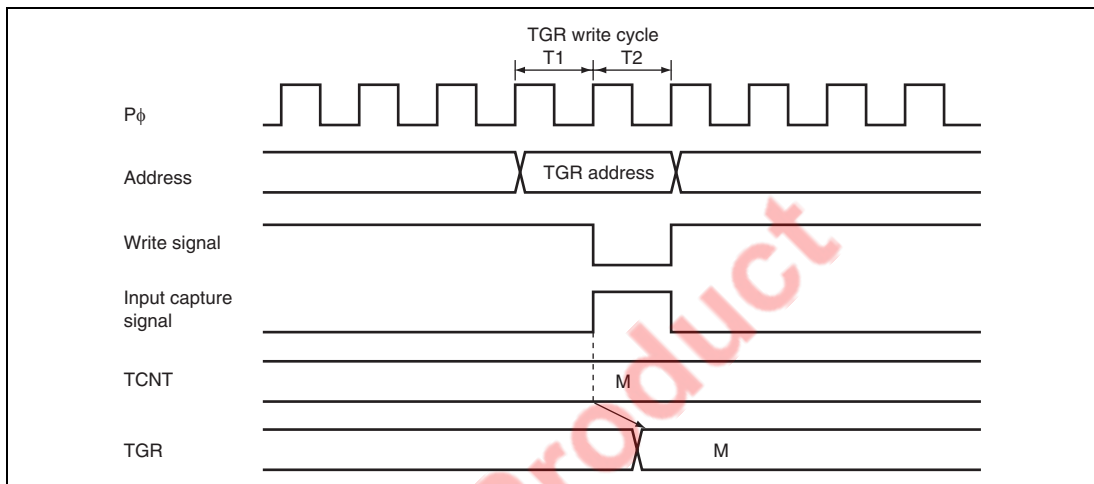 TGR write cycle
T1 T2
Pϕ
Address
TGR address
Write signal
Input capture
signal
TCNT
M
TGR
M
Product